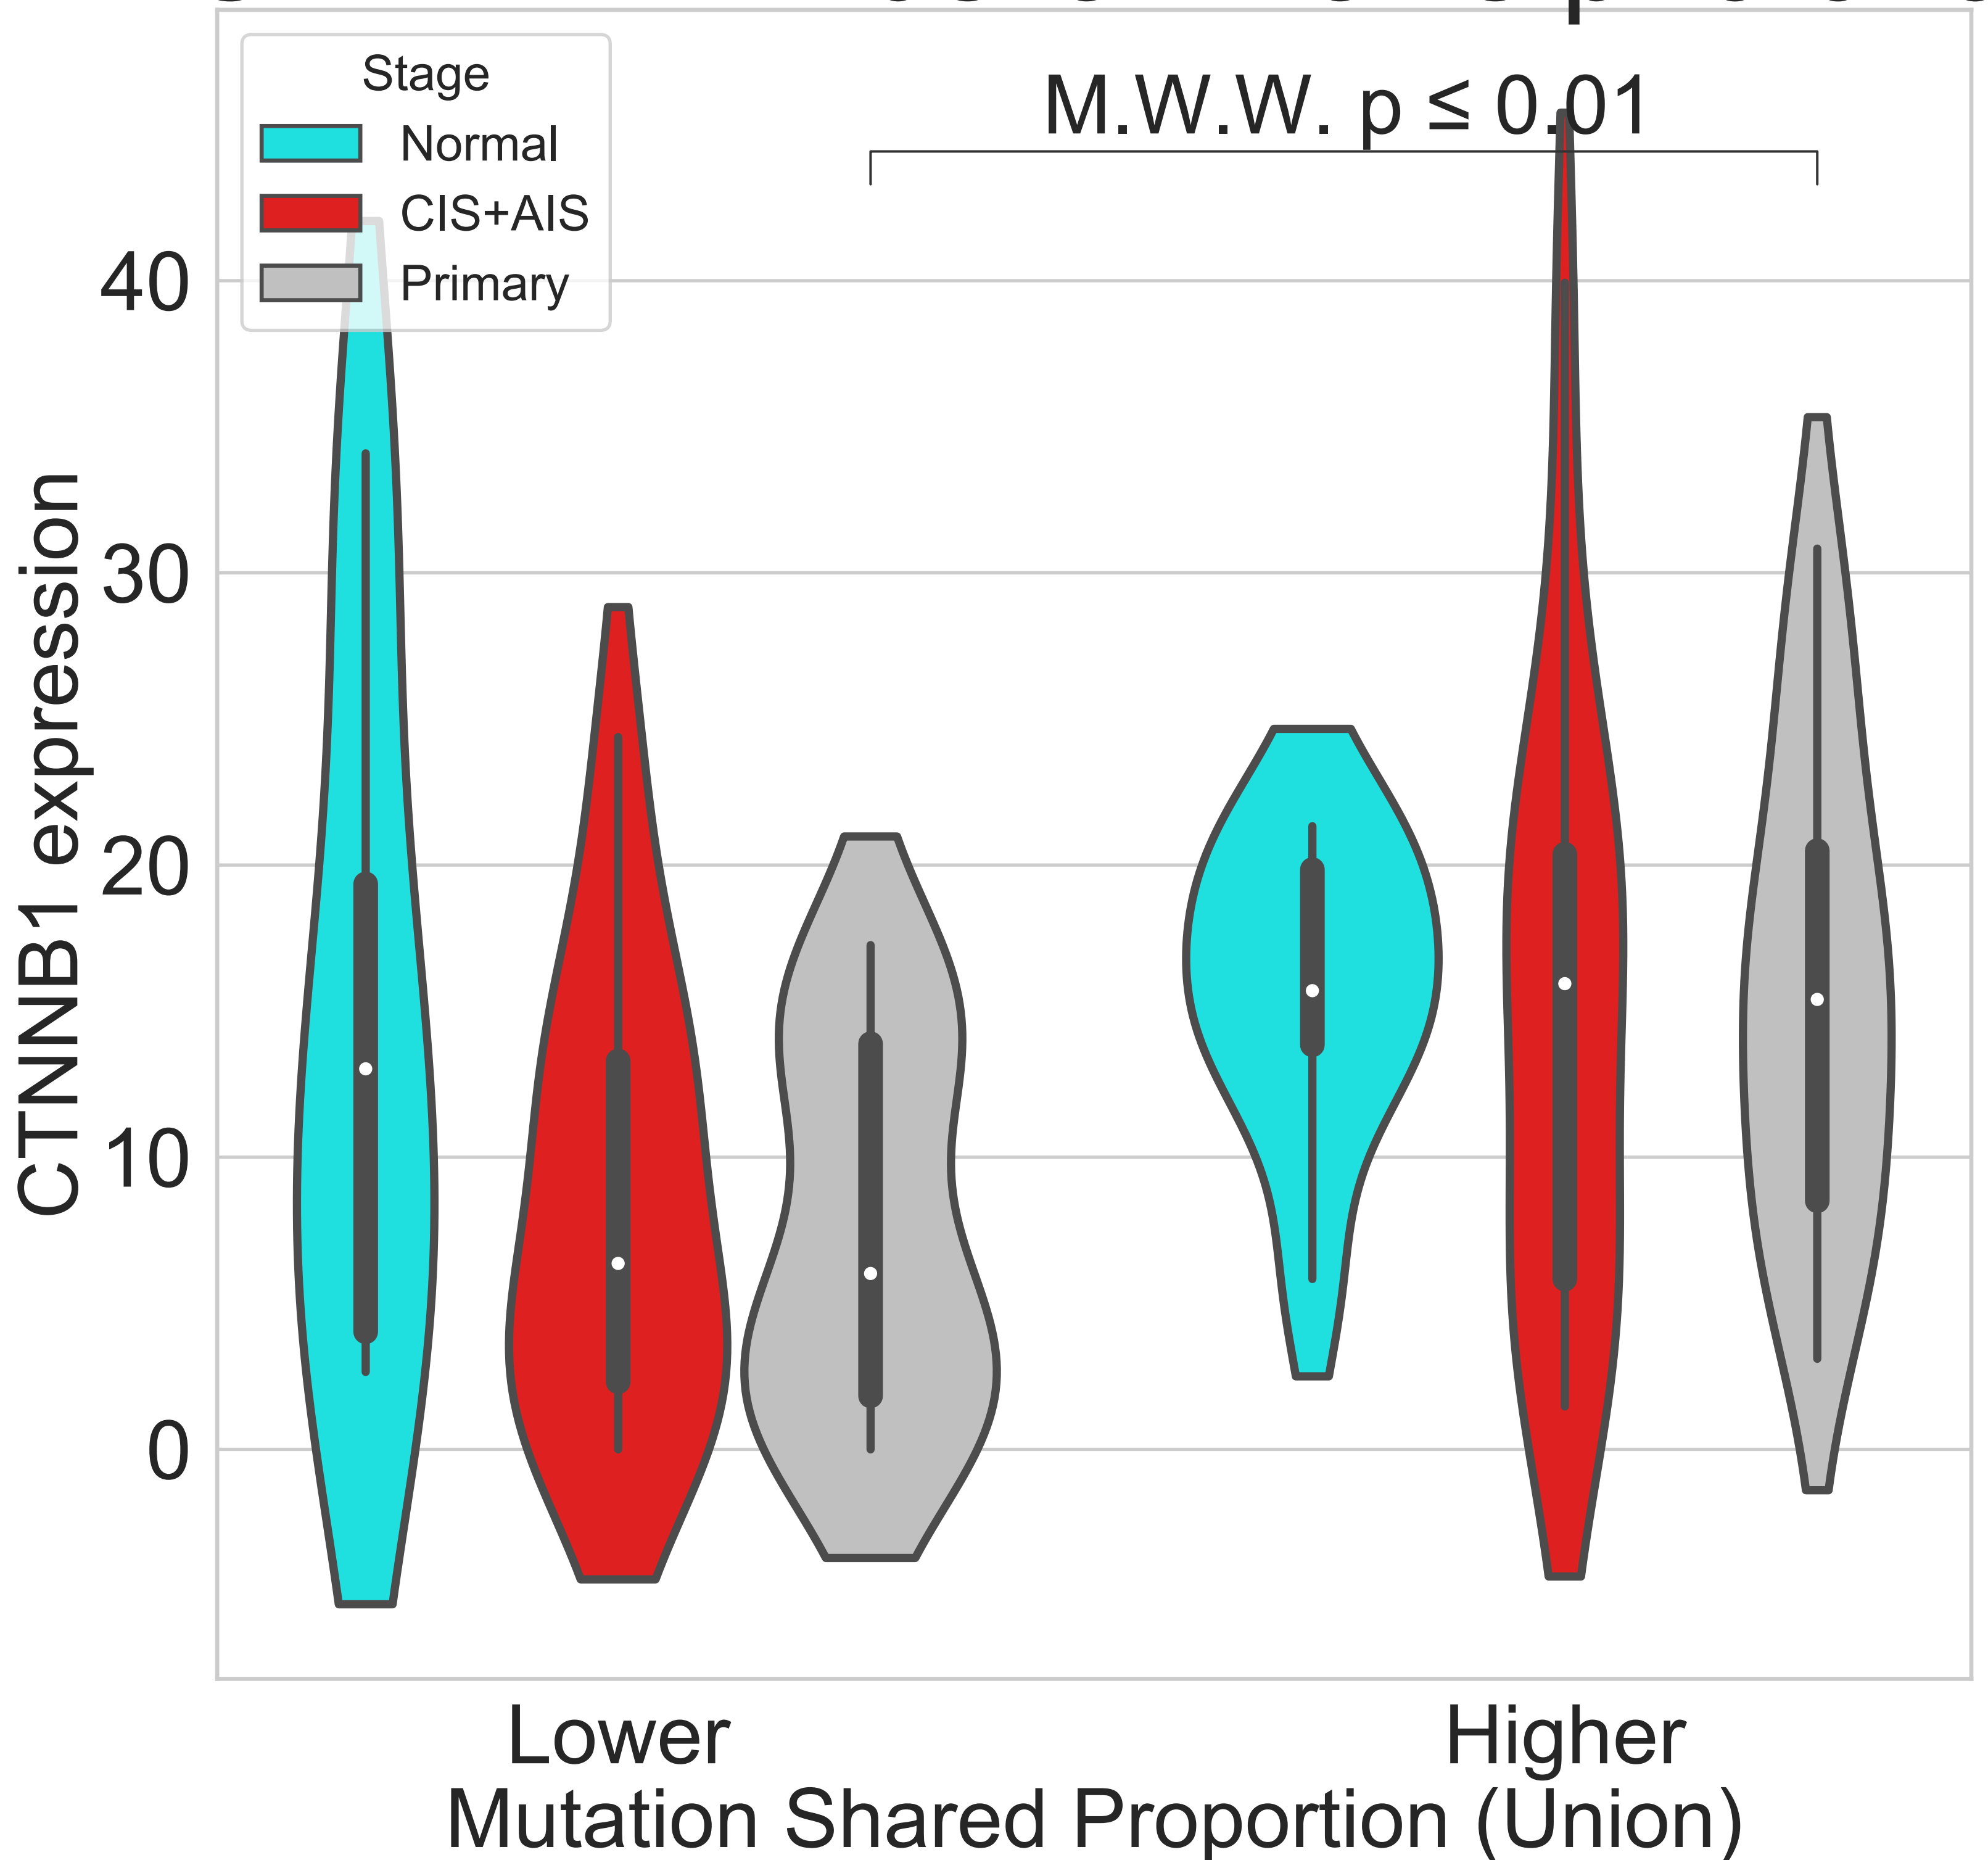 Stage
Normal
CIS+AIS
Primary
M.W.W. p ≤ 0.01
CTNNB1 expression
40
30
20
10
0
Lower
Higher
Mutation Shared Proportion (Union)